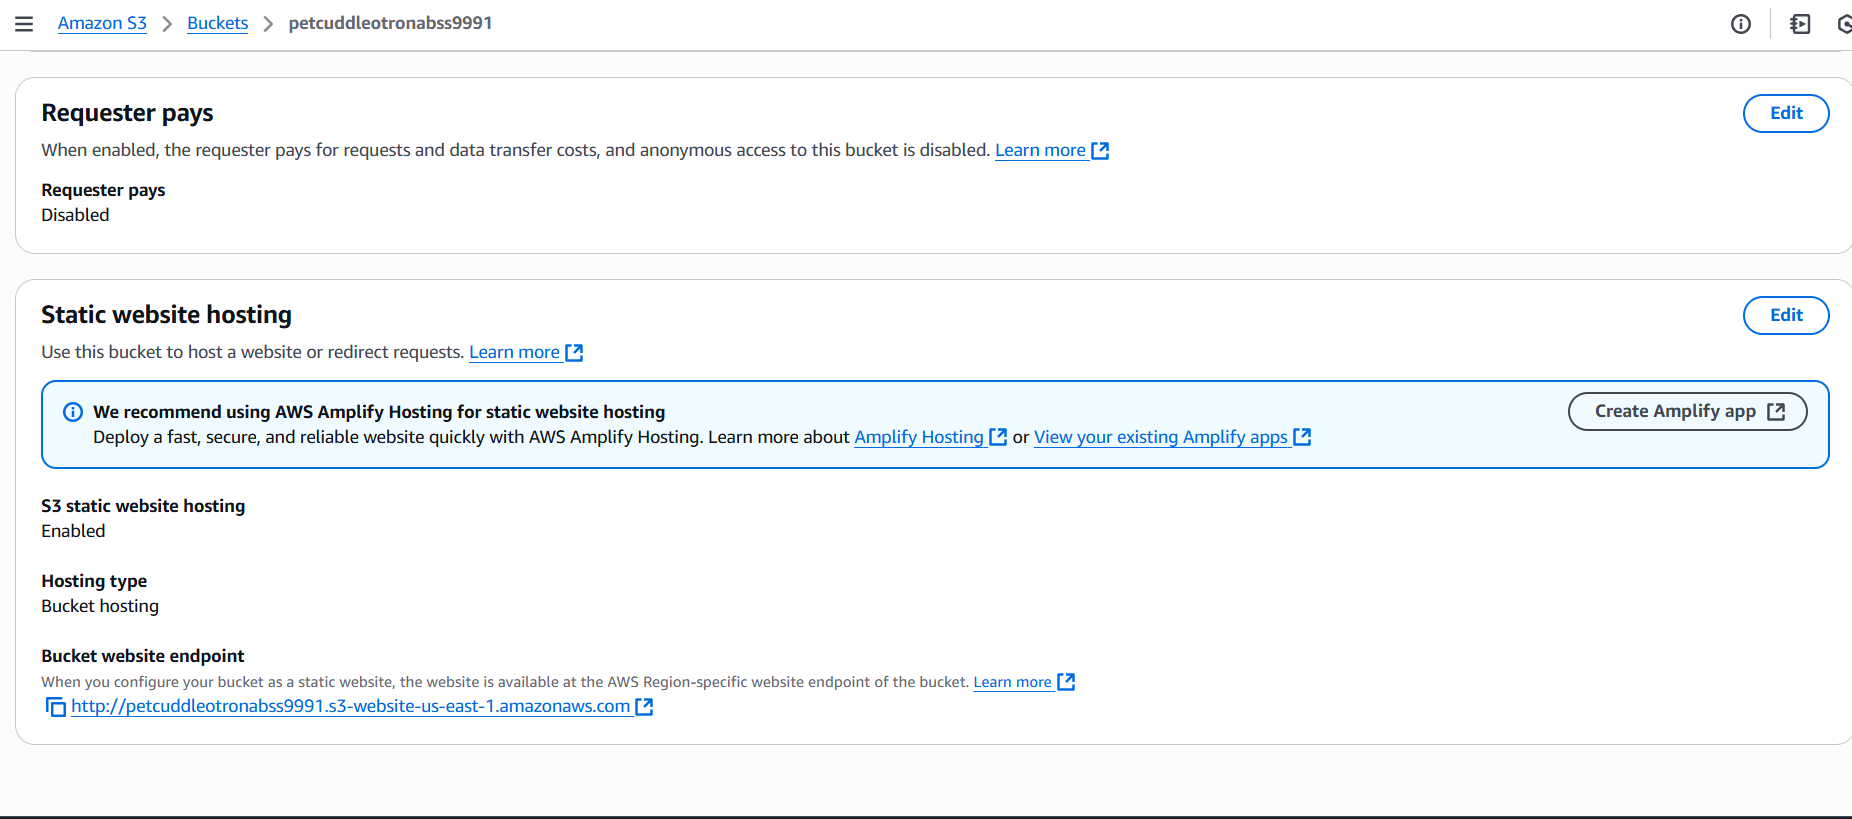 Amazon S3 > Buckets > petcuddleotronabss9991
Requester pays
Edit
When enabled, the requester pays for requests and data transfer costs, and anonymous access to this bucket is disabled. Learn more
Requester pays
Disabled
Static website hosting
Edit
Use this bucket to host a website or redirect requests. Learn more
We recommend using AWS Amplify Hosting for static website hosting
Create Amplify app
Deploy a fast, secure, and reliable website quickly with AWS Amplify Hosting. Learn more about Amplify Hosting or View your existing Amplify apps
S3 static website hosting
Enabled
Hosting type
Bucket hosting
Bucket website endpoint
When you configure your bucket as a static website, the website is available at the AWS Region-specific website endpoint of the bucket. Learn more
http://petcuddleotronabss9991.s3-website-us-east-1.amazonaws.com